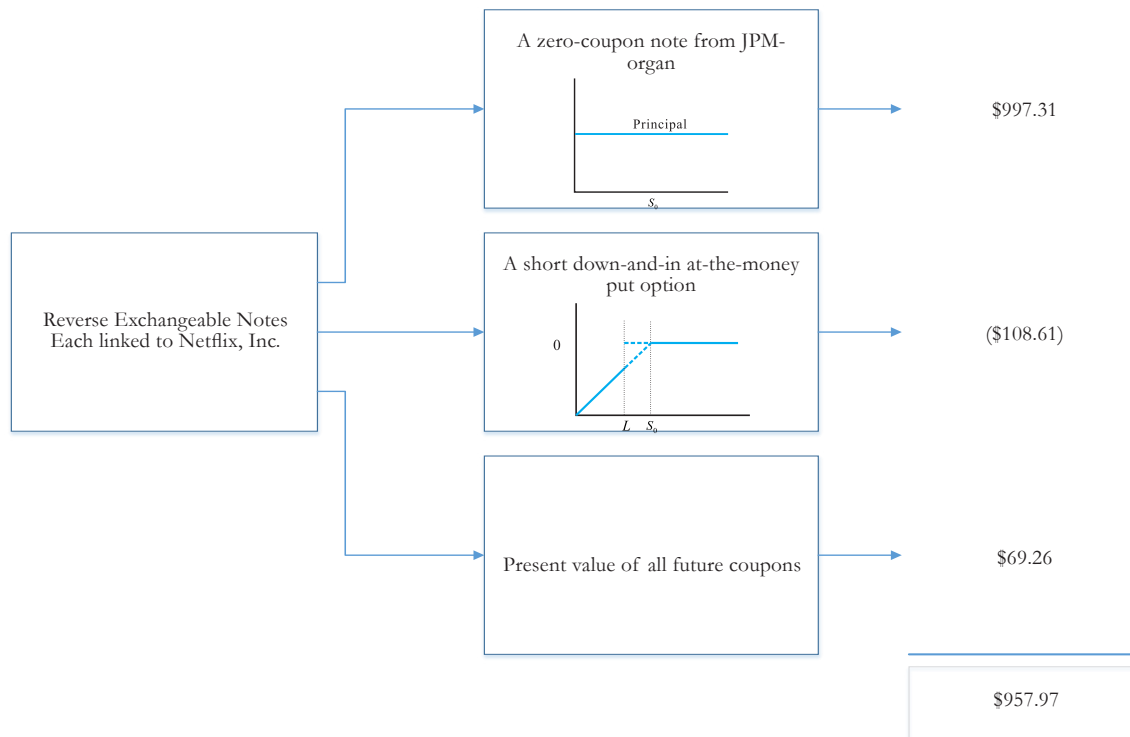 A zero-coupon note from JPM-
organ
Principal
S₀
$997.31
Reverse Exchangeable Notes
Each linked to Netflix, Inc.
A short down-and-in at-the-money
put option
0
L S₀
($108.61)
Present value of all future coupons
$69.26
$957.97